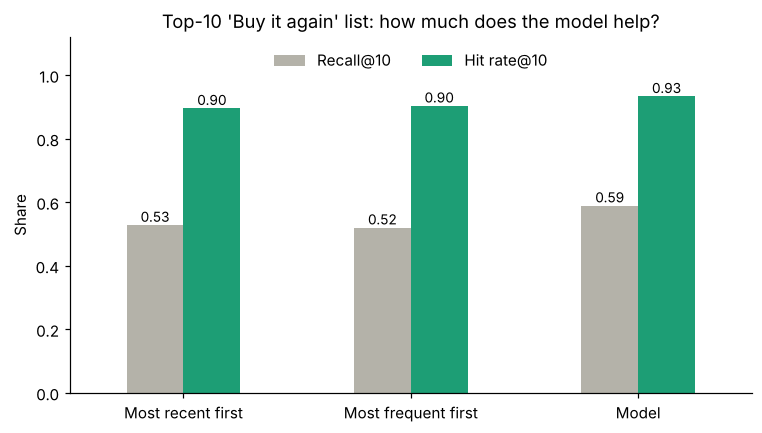 Top-10 'Buy it again' list: how much does the model help?
Recall@10
Hit rate@10
Share
1.0
0.8
0.6
0.4
0.2
0.0
0.53
0.90
0.52
0.90
0.59
0.93
Most recent first
Most frequent first
Model